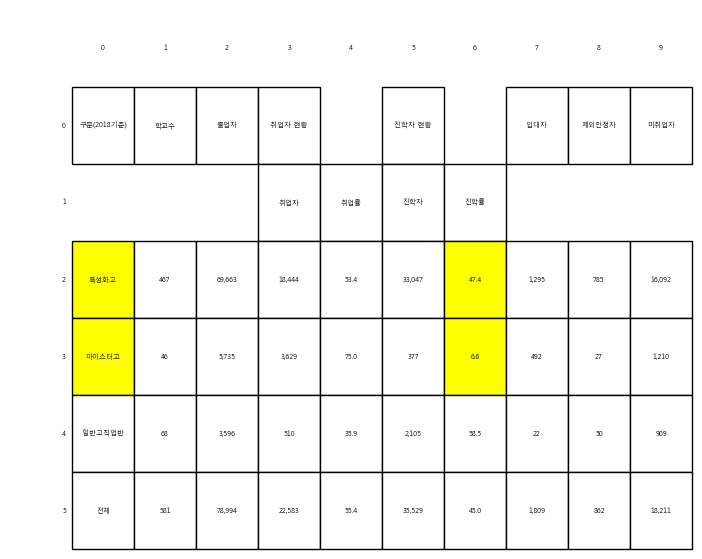 0 1 2 3 4 5 6 7 8 9
0 구분(2018기준) 학교수 졸업자 취업자 현황 진학자 현황 입대자 제외인정자 미취업자
1 취업자 취업률 진학자 진학률
2 특성화고 467 69,663 18,444 53.4 33,047 47.4 1,295 785 16,092
3 마이스터고 46 5,735 3,629 75.0 377 6.6 492 27 1,210
4 일반고직업반 68 3,596 510 35.9 2,105 58.5 22 50 909
5 전체 581 78,994 22,583 55.4 35,529 45.0 1,809 862 18,211